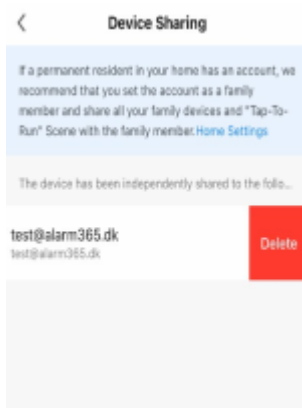 Device Sharing
If a permanent resident in your home has an account, we
recommend that you set the account as a family
member and share all your family devices and "Tap-To-
Run" Scene with the family member. Home Settings
The device has been independently shared to the follo...
test@alarm365.dk
test@alarm365.dk
Delete